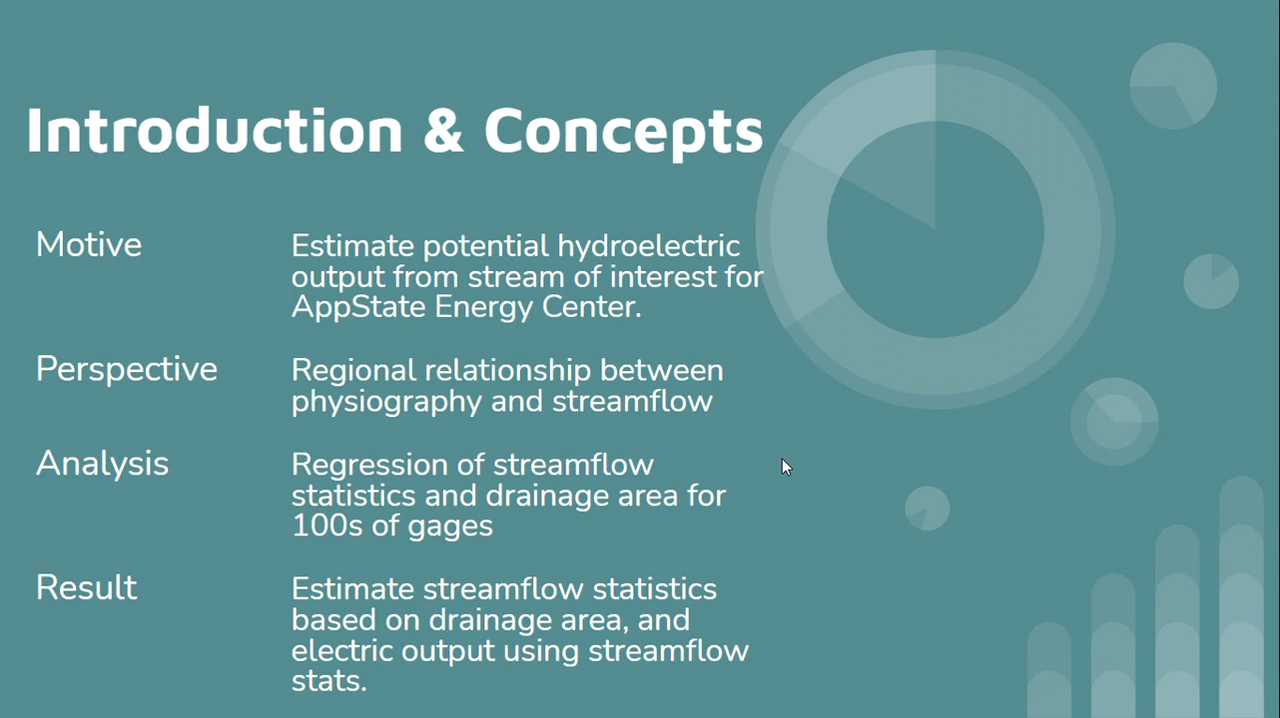 Introduction & Concepts
Motive
Estimate potential hydroelectric
output from stream of interest for
AppState Energy Center.
Perspective
Regional relationship between
physiography and streamflow
Analysis
Regression of streamflow
statistics and drainage area for
100s of gages
Result
Estimate streamflow statistics
based on drainage area, and
electric output using streamflow
stats.